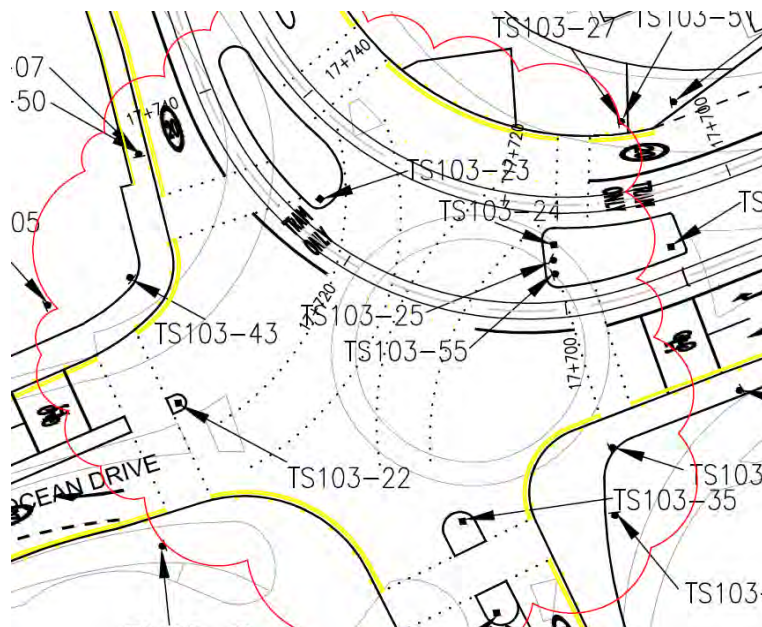 TS103-27
TS103-51
-07
-50
17+740
17+740
17+720
17+700
TS103-23
TS103-24
TRAM
ONLY
TRAM
ONLY
TS
05
17+720
TS103-25
TS103-43
TS103-55
17+700
TS103-22
OCEAN DRIVE
TS103
TS103-35
TS103-